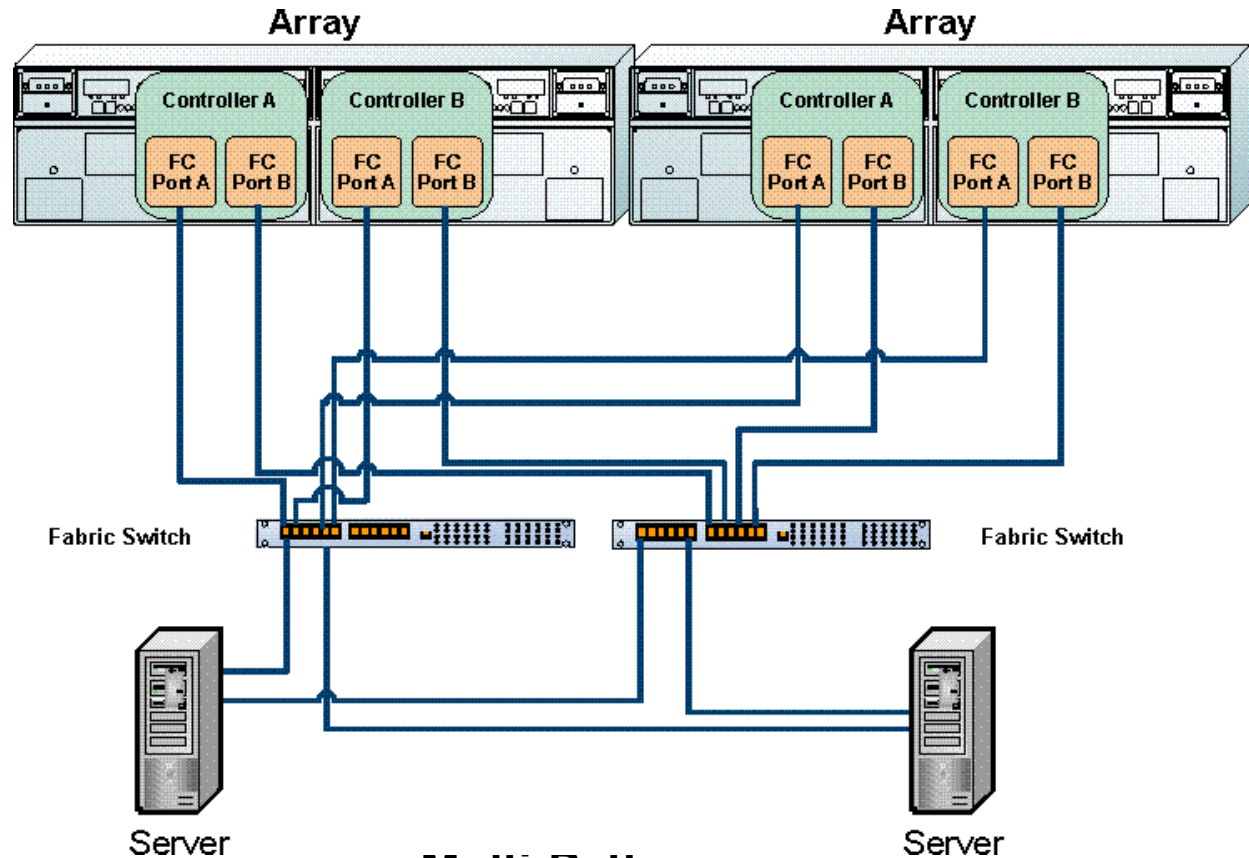 Array
Array
Controller A
Controller B
Controller A
Controller B
FC
Port A
FC
Port B
FC
Port A
FC
Port B
FC
Port A
FC
Port B
FC
Port A
FC
Port B
Fabric Switch
Fabric Switch
Server
Server